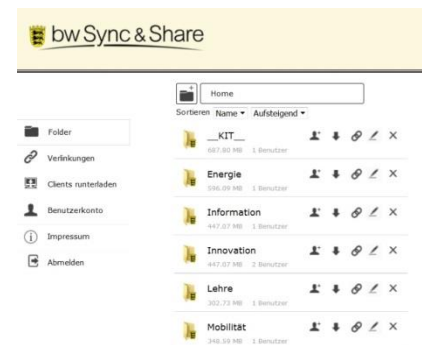 bw Sync & Share
Home
Sortieren Name Aufsteigend
Folder
Verlinkungen
Clients runterladen
Benutzerkonto
Impressum
Abmelden
__KIT__
687.80 MB 1 Benutzer
Energie
596.09 MB 1 Benutzer
Information
447.07 MB 1 Benutzer
Innovation
447.07 MB 2 Benutzer
Lehre
302.73 MB 1 Benutzer
Mobilität
348.58 MB 1 Benutzer